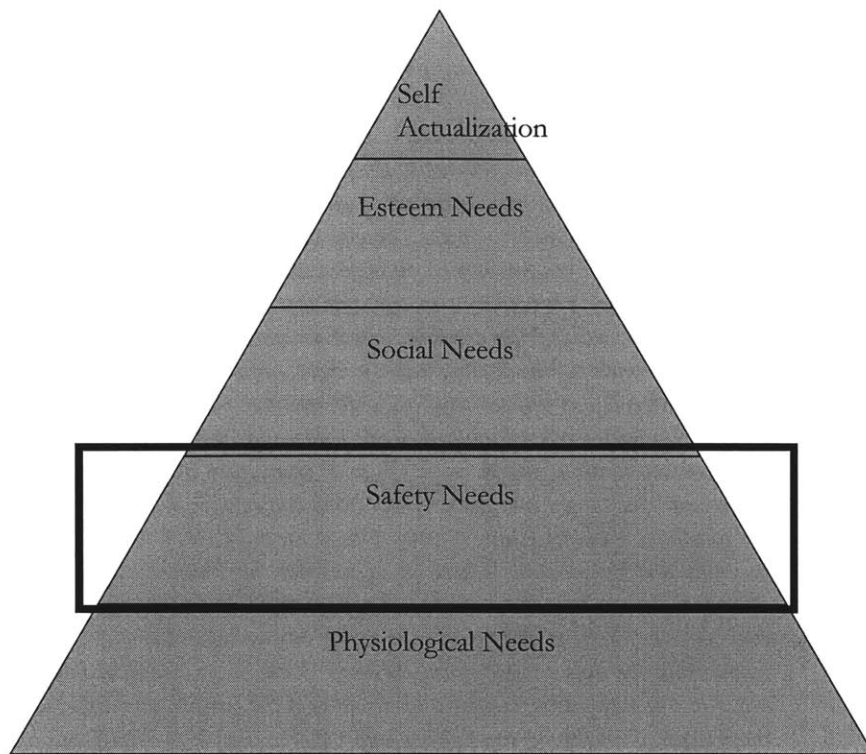 Self
Actualization
Esteem Needs
Social Needs
Safety Needs
Physiological Needs